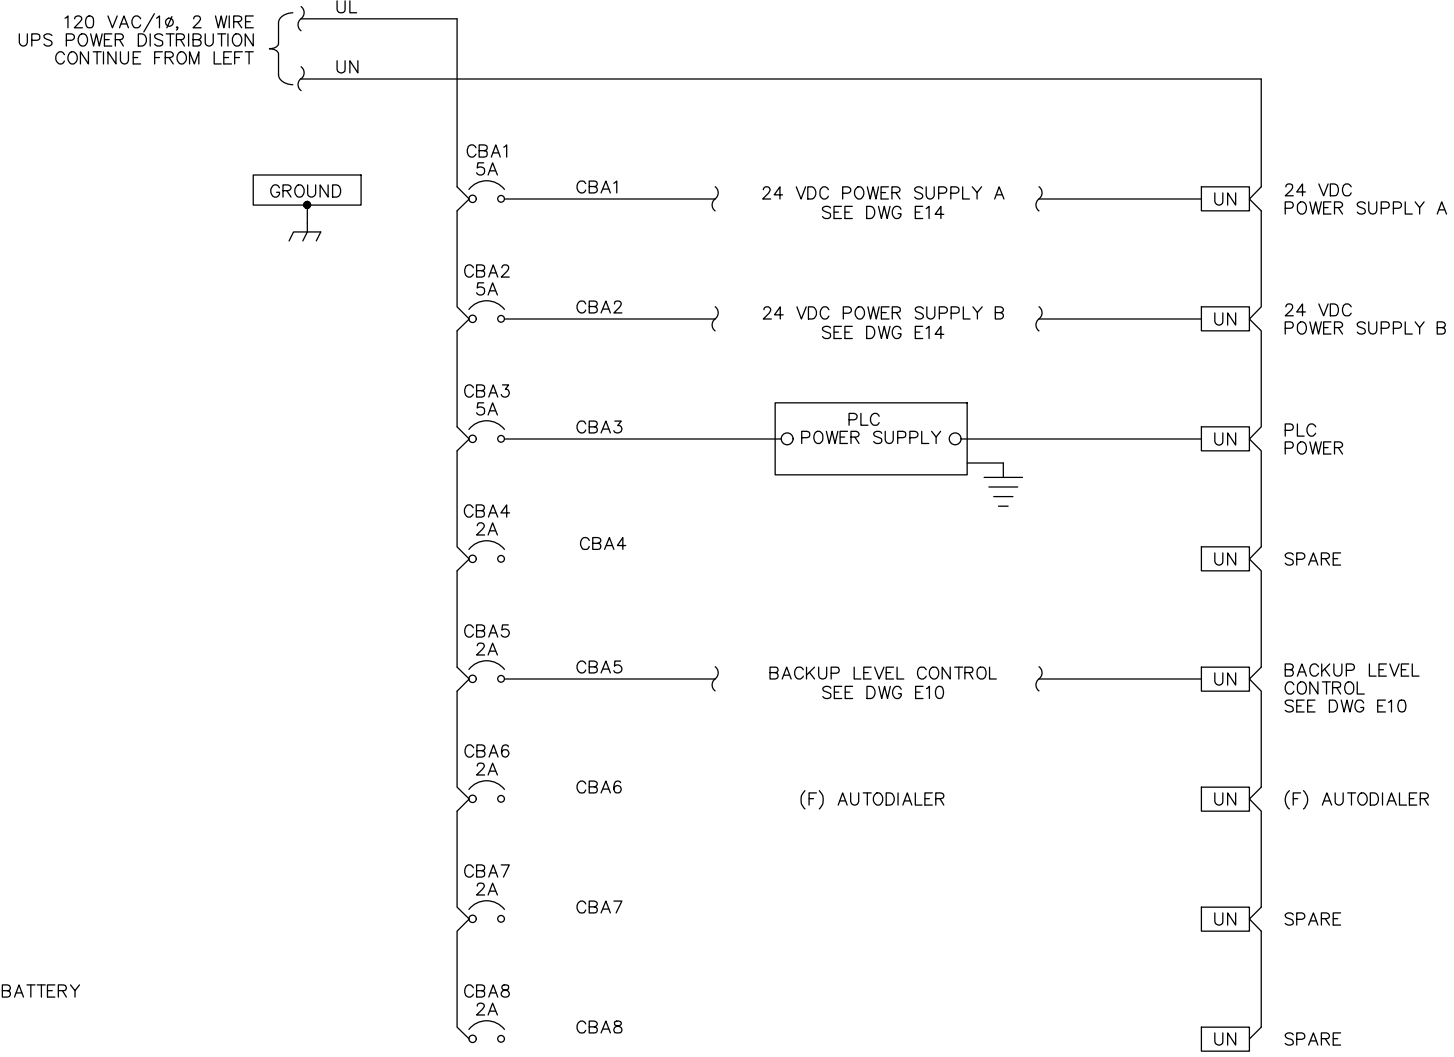 UL
120 VAC/1ø, 2 WIRE
UPS POWER DISTRIBUTION
CONTINUE FROM LEFT
UN
GROUND
CBA1
5A
CBA1
24 VDC POWER SUPPLY A
SEE DWG E14
UN
24 VDC
POWER SUPPLY A
CBA2
5A
CBA2
24 VDC POWER SUPPLY B
SEE DWG E14
UN
24 VDC
POWER SUPPLY B
CBA3
5A
CBA3
PLC
POWER SUPPLY
UN
PLC
POWER
CBA4
2A
CBA4
UN
SPARE
CBA5
2A
CBA5
BACKUP LEVEL CONTROL
SEE DWG E10
UN
BACKUP LEVEL
CONTROL
SEE DWG E10
CBA6
2A
CBA6
(F) AUTODIALER
UN
(F) AUTODIALER
CBA7
2A
CBA7
UN
SPARE
BATTERY
CBA8
2A
CBA8
UN
SPARE